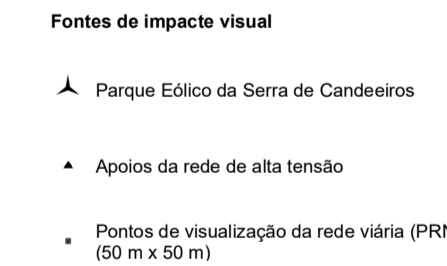 Fontes de impacte visual
Parque Eólico da Serra de Candeeiros
Apoios da rede de alta tensão
Pontos de visualização da rede viária
(50 m x 50 m)